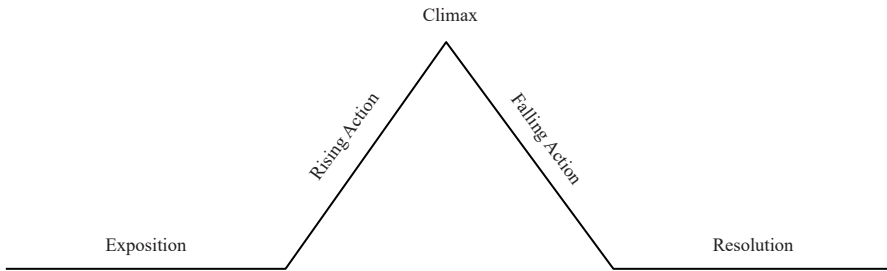 Climax
Rising Action
Falling Action
Exposition
Resolution